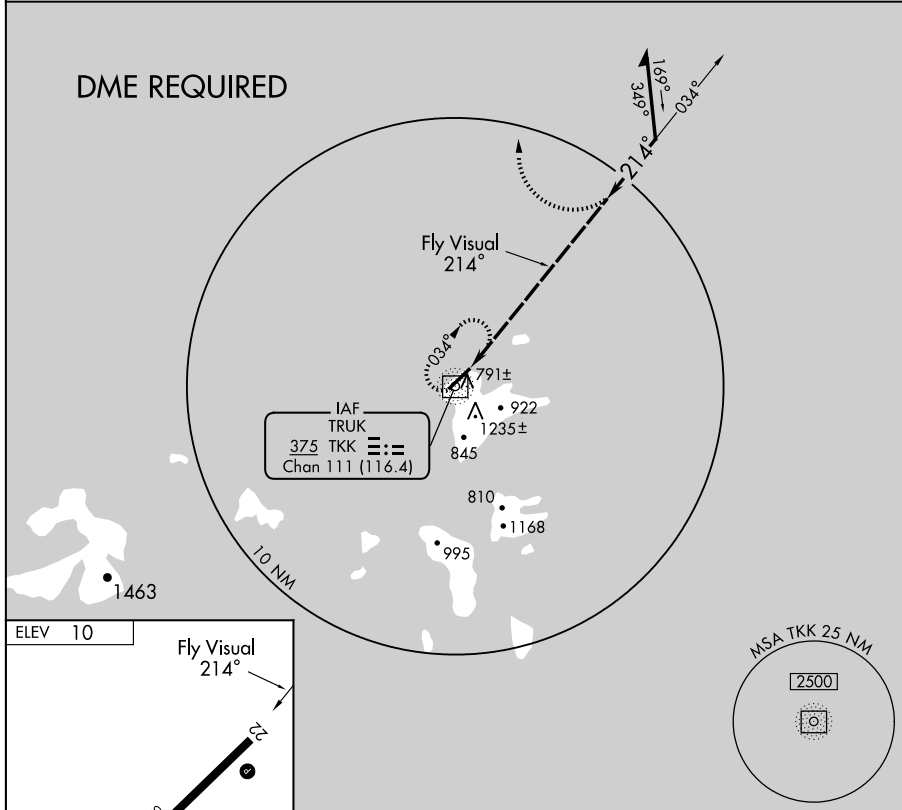 DME REQUIRED
169°
349°
034°
214°
Fly Visual
214°
034°
791±
922
1235±
845
IAF
TRUK
375 TKK
Chan 111 (116.4)
810
1168
995
10 NM
1463
ELEV 10
Fly Visual
214°
22
P
MSA TKK 25 NM
2500